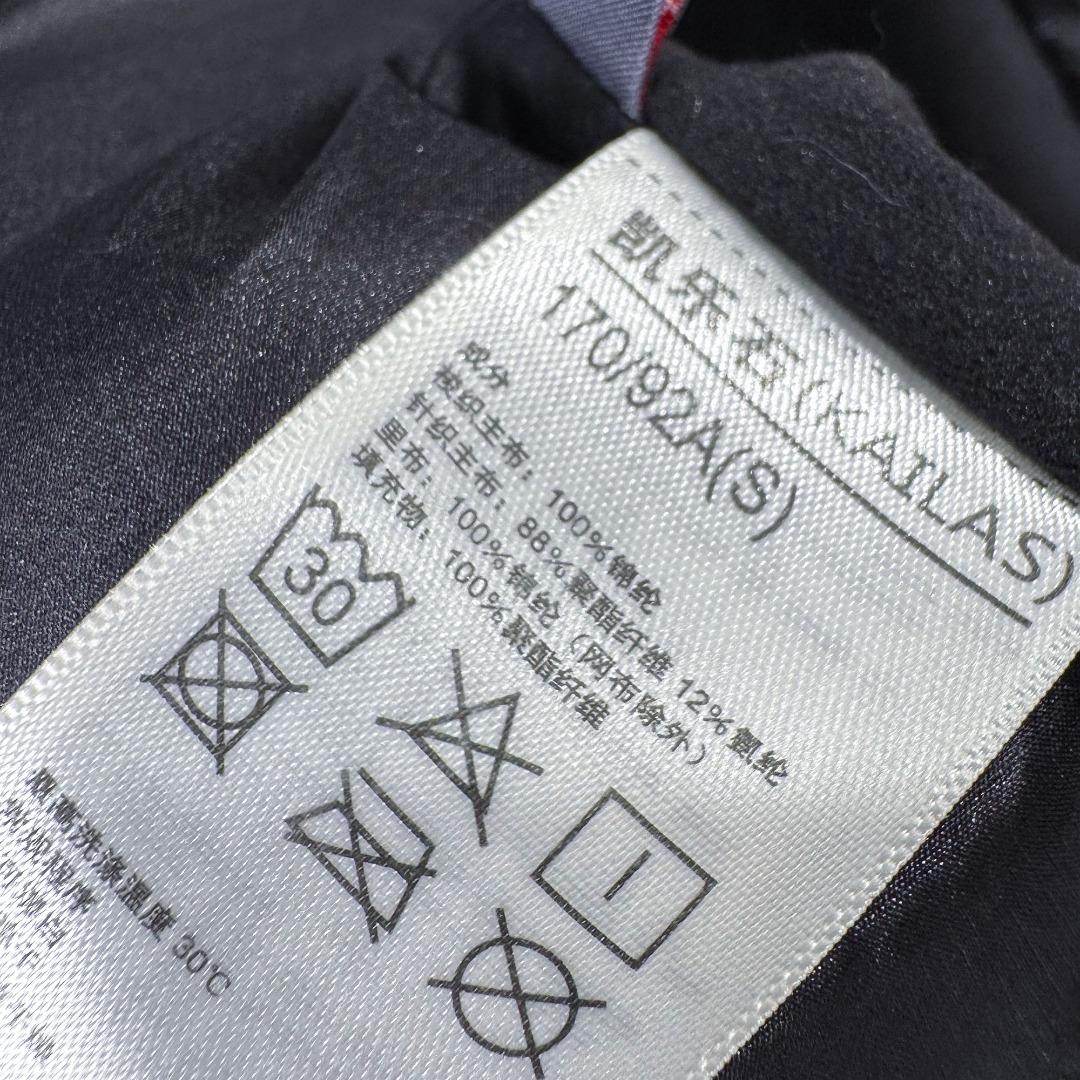 凯乐石(KAILAS)
170/92A(S)
成分
梭织主布：100%锦纶
针织主布：88%聚酯纤维 12%氨纶
里布：100%锦纶（网布除外）
填充物：100%聚酯纤维
30
最高洗涤温度 30℃